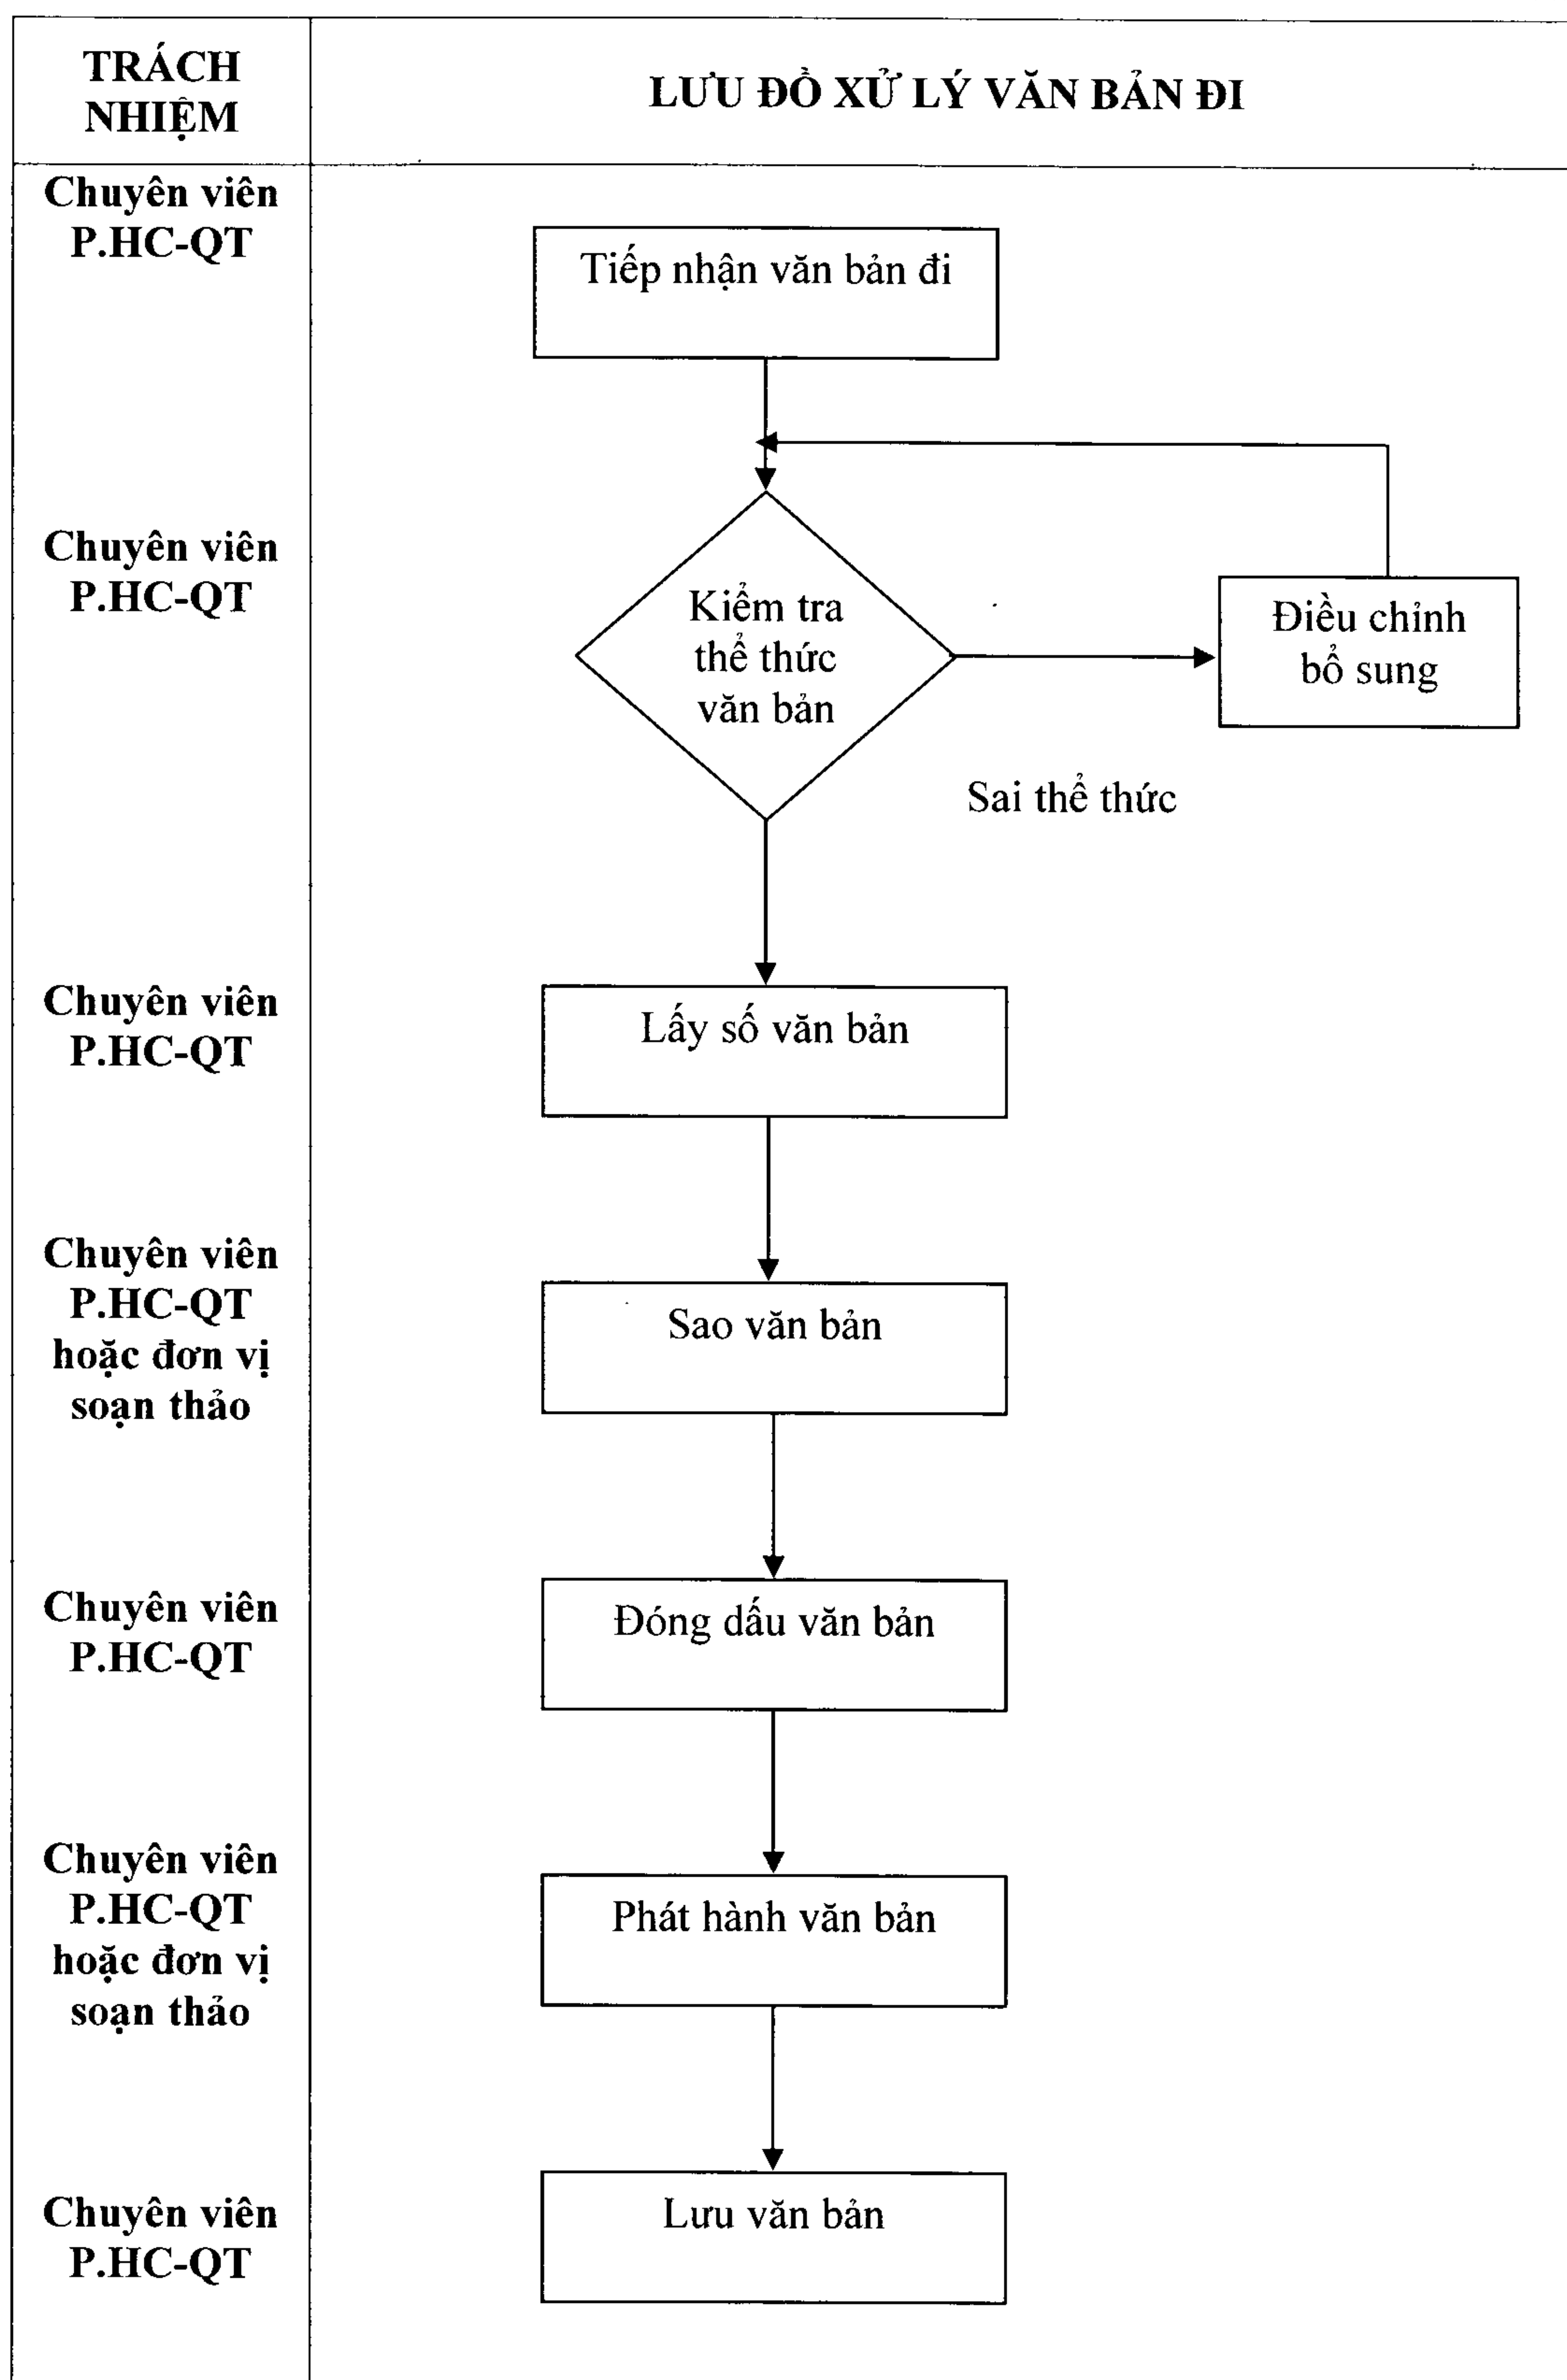 TRÁCH
NHIỆM
LƯU ĐỒ XỬ LÝ VĂN BẢN ĐI
Chuyên viên
P.HC-QT
Tiếp nhận văn bản đi
Chuyên viên
P.HC-QT
Kiểm tra
thể thức
văn bản
Điều chỉnh
bổ sung
Sai thể thức
Chuyên viên
P.HC-QT
Lấy số văn bản
Chuyên viên
P.HC-QT
hoặc đơn vị
soạn thảo
Sao văn bản
Chuyên viên
P.HC-QT
Đóng dấu văn bản
Chuyên viên
P.HC-QT
hoặc đơn vị
soạn thảo
Phát hành văn bản
Chuyên viên
P.HC-QT
Lưu văn bản